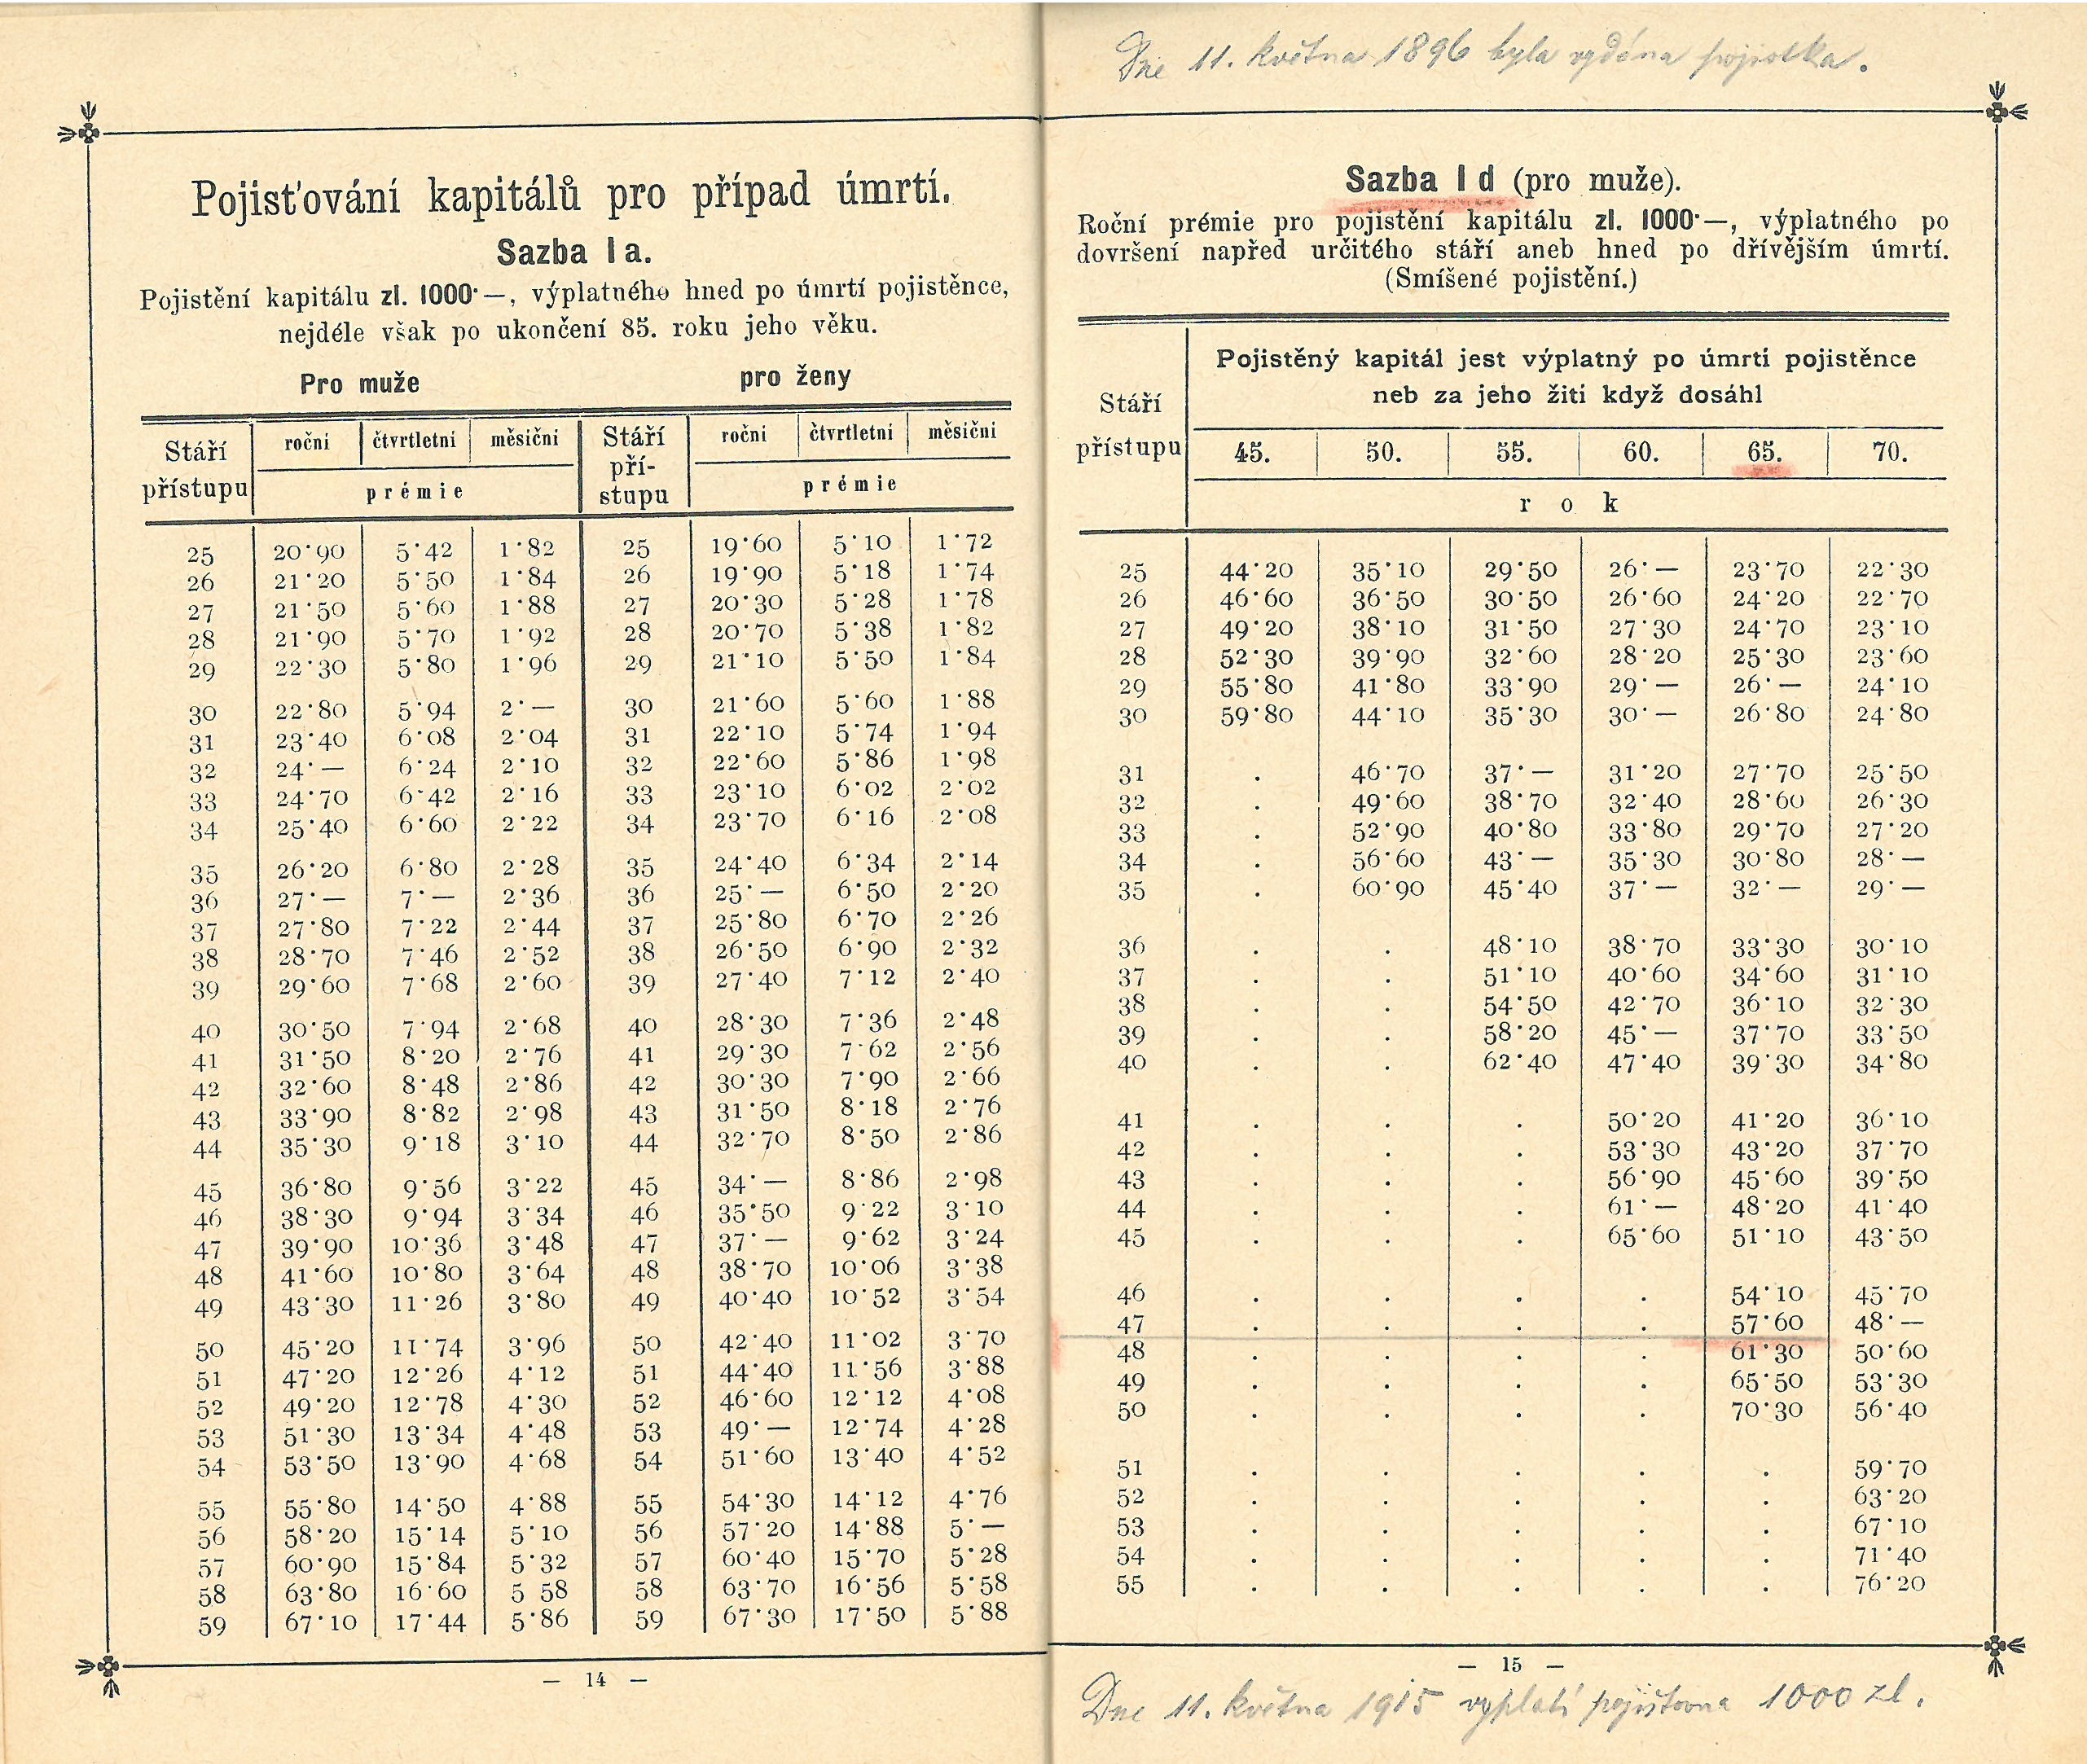 Pojisťování kapitálů pro případ úmrtí.
Sazba I a.
Pojistění kapitálu zl. 1000·—, výplatného hned po úmrtí pojistěnce,
nejdéle však po ukončení 85. roku jeho věku.
Pro muže pro ženy
Stáří přístupu roční čtvrtletní měsíční Stáří pří- stupu roční čtvrtletní měsíční
prémie prémie
25 20·90 5·42 1·82 25 19·60 5·10 1·72
26 21·20 5·50 1·84 26 19·90 5·18 1·74
27 21·50 5·60 1·88 27 20·30 5·28 1·78
28 21·90 5·70 1·92 28 20·70 5·38 1·82
29 22·30 5·80 1·96 29 21·10 5·50 1·84
30 22·80 5·94 2·— 30 21·60 5·60 1·88
31 23·40 6·08 2·04 31 22·10 5·74 1·94
32 24·— 6·24 2·10 32 22·60 5·86 1·98
33 24·70 6·42 2·16 33 23·10 6·02 2·02
34 25·40 6·60 2·22 34 23·70 6·16 2·08
35 26·20 6·80 2·28 35 24·40 6·34 2·14
36 27·— 7·— 2·36 36 25·— 6·50 2·20
37 27·80 7·22 2·44 37 25·80 6·70 2·26
38 28·70 7·46 2·52 38 26·50 6·90 2·32
39 29·60 7·68 2·60 39 27·40 7·12 2·40
40 30·50 7·94 2·68 40 28·30 7·36 2·48
41 31·50 8·20 2·76 41 29·30 7·62 2·56
42 32·60 8·48 2·86 42 30·30 7·90 2·66
43 33·90 8·82 2·98 43 31·50 8·18 2·76
44 35·30 9·18 3·10 44 32·70 8·50 2·86
45 36·80 9·56 3·22 45 34·— 8·86 2·98
46 38·30 9·94 3·34 46 35·50 9·22 3·10
47 39·90 10·36 3·48 47 37·— 9·62 3·24
48 41·60 10·80 3·64 48 38·70 10·06 3·38
49 43·30 11·26 3·80 49 40·40 10·52 3·54
50 45·20 11·74 3·96 50 42·40 11·02 3·70
51 47·20 12·26 4·12 51 44·40 11·56 3·88
52 49·20 12·78 4·30 52 46·60 12·12 4·08
53 51·30 13·34 4·48 53 49·— 12·74 4·28
54 53·50 13·90 4·68 54 51·60 13·40 4·52
55 55·80 14·50 4·88 55 54·30 14·12 4·76
56 58·20 15·14 5·10 56 57·20 14·88 5·—
57 60·90 15·84 5·32 57 60·40 15·70 5·28
58 63·80 16·60 5 58 58 63·70 16·56 5·58
59 67·10 17·44 5·86 59 67·30 17·50 5·88
— 14 —
Dne 11. května 1896 byla vydána pojistka.
Sazba I d (pro muže).
Roční prémie pro pojistění kapitálu zl. 1000·—, výplatného po
dovršení napřed určitého stáří aneb hned po dřívějším úmrtí.
(Smíšené pojistění.)
Stáří přístupu
Pojistěný kapitál jest výplatný po úmrtí pojistěnce
neb za jeho žití když dosáhl
45. 50. 55. 60. 65. 70.
rok
25 44·20 35·10 29·50 26·— 23·70 22·30
26 46·60 36·50 30·50 26·60 24·20 22·70
27 49·20 38·10 31·50 27·30 24·70 23·10
28 52·30 39·90 32·60 28·20 25·30 23·60
29 55·80 41·80 33·90 29·— 26·— 24·10
30 59·80 44·10 35·30 30·— 26·80 24·80
31 . 46·70 37·— 31·20 27·70 25·50
32 . 49·60 38·70 32·40 28·60 26·30
33 . 52·90 40·80 33·80 29·70 27·20
34 . 56·60 43·— 35·30 30·80 28·—
35 . 60·90 45·40 37·— 32·— 29·—
36 . . 48·10 38·70 33·30 30·10
37 . . 51·10 40·60 34·60 31·10
38 . . 54·50 42·70 36·10 32·30
39 . . 58·20 45·— 37·70 33·50
40 . . 62·40 47·40 39·30 34·80
41 . . . 50·20 41·20 36·10
42 . . . 53·30 43·20 37·70
43 . . . 56·90 45·60 39·50
44 . . . 61·— 48·20 41·40
45 . . . 65·60 51·10 43·50
46 . . . . 54·10 45·70
47 . . . . 57·60 48·—
48 . . . . 61·30 50·60
49 . . . . 65·50 53·30
50 . . . . 70·30 56·40
51 . . . . . 59·70
52 . . . . . 63·20
53 . . . . . 67·10
54 . . . . . 71·40
55 . . . . . 76·20
— 15 —
Dne 11. května 1915 vyplatí pojišťovna 1000 zl.